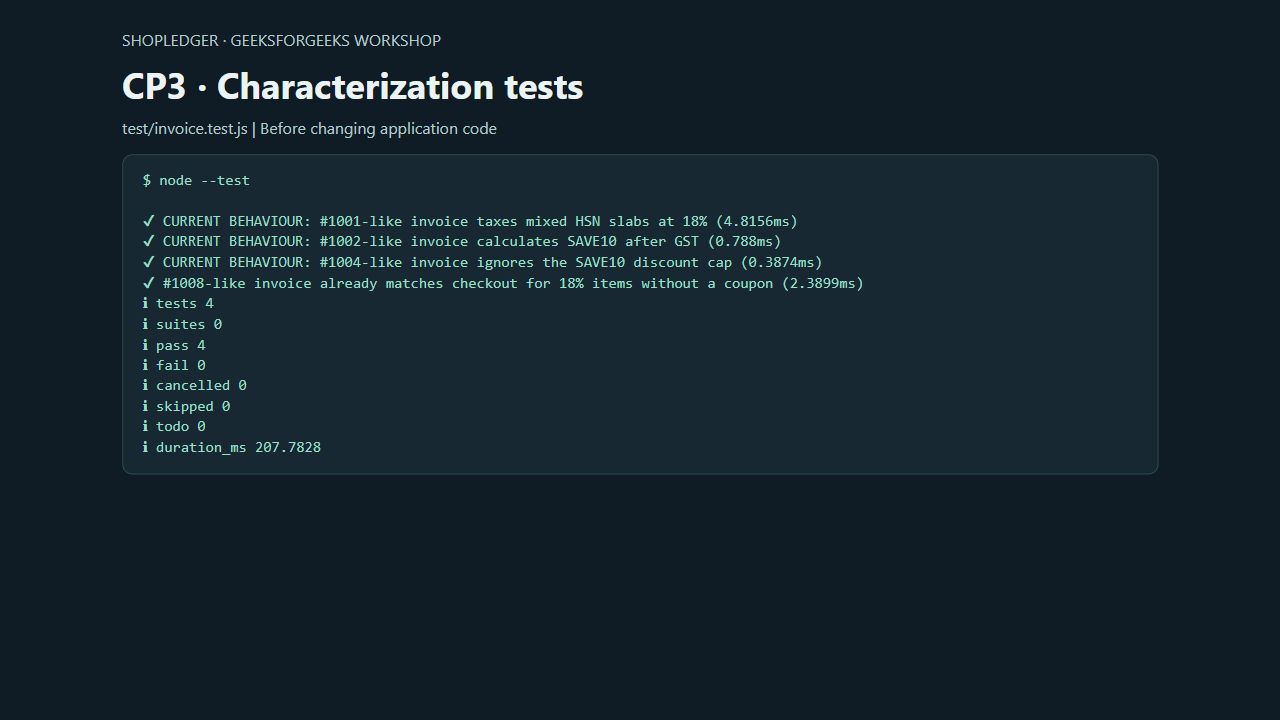 SHOPLEDGER · GEEKSFORGEEKS WORKSHOP
CP3 · Characterization tests
test/invoice.test.js | Before changing application code
$ node --test
✔ CURRENT BEHAVIOUR: #1001-like invoice taxes mixed HSN slabs at 18% (4.8156ms)
✔ CURRENT BEHAVIOUR: #1002-like invoice calculates SAVE10 after GST (0.788ms)
✔ CURRENT BEHAVIOUR: #1004-like invoice ignores the SAVE10 discount cap (0.3874ms)
✔ #1008-like invoice already matches checkout for 18% items without a coupon (2.3899ms)
ℹ tests 4
ℹ suites 0
ℹ pass 4
ℹ fail 0
ℹ cancelled 0
ℹ skipped 0
ℹ todo 0
ℹ duration_ms 207.7828